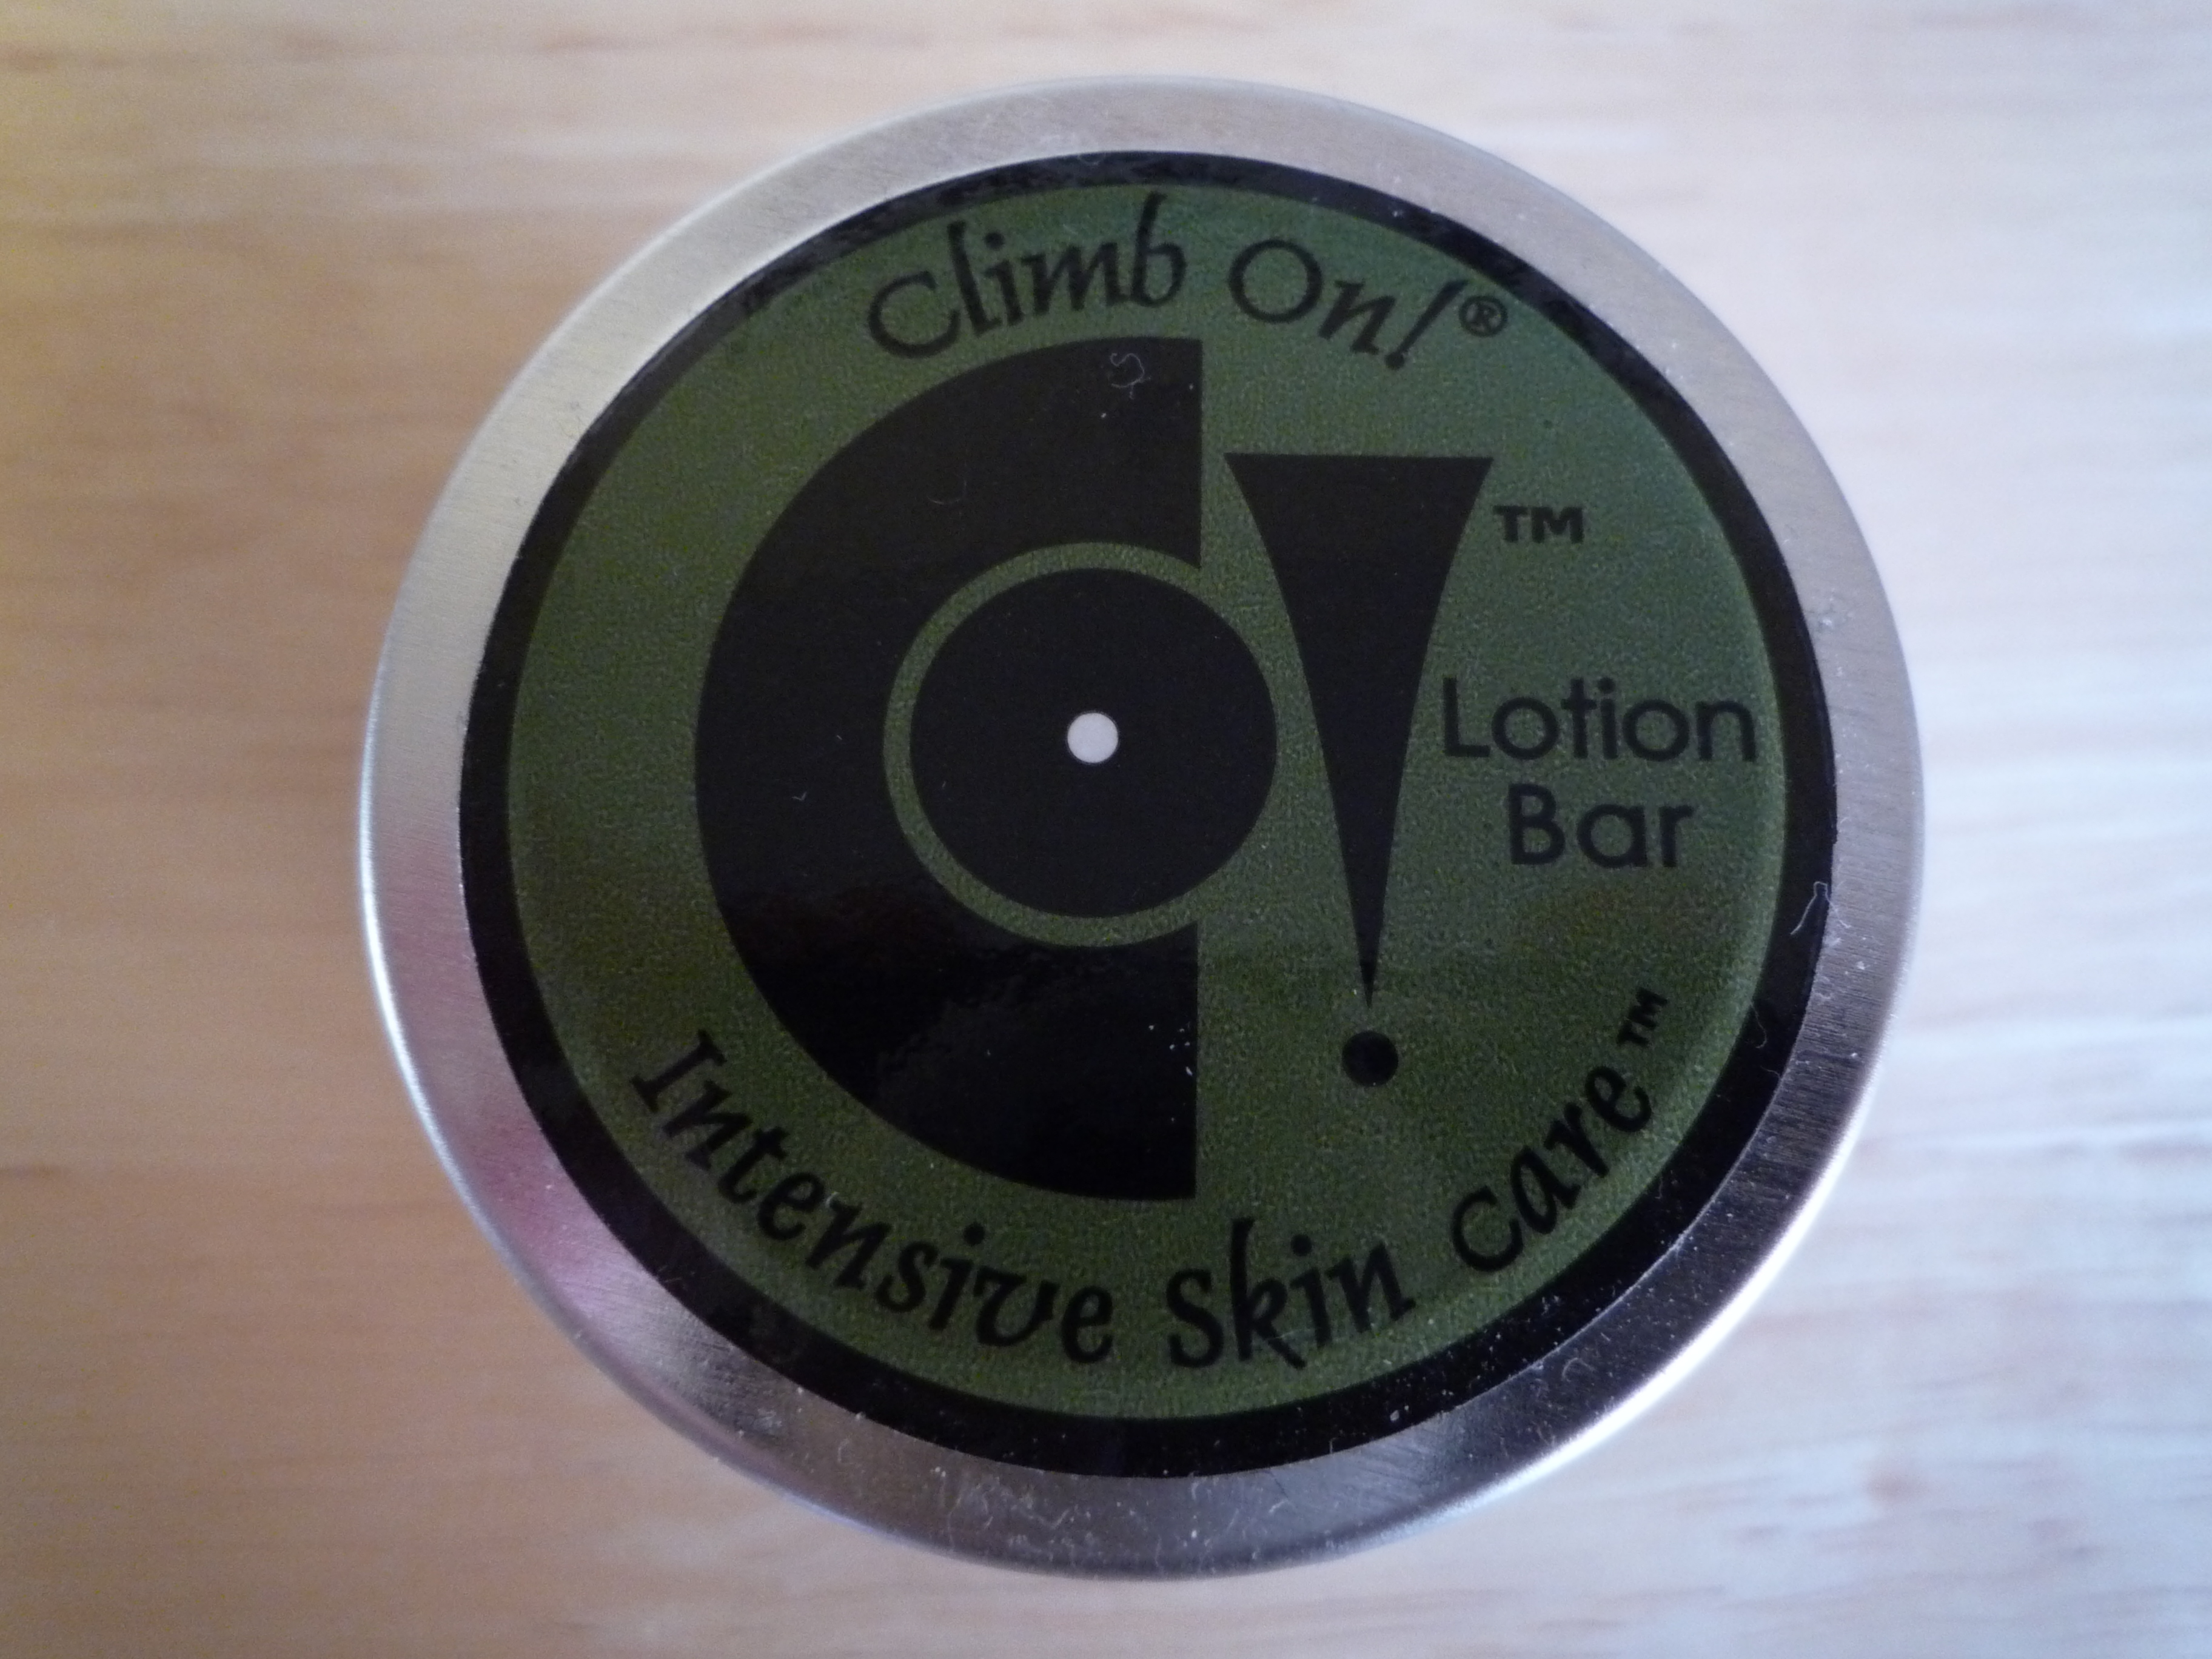 Climb On!®
C!™
Lotion
Bar
Intensive Skin Care™